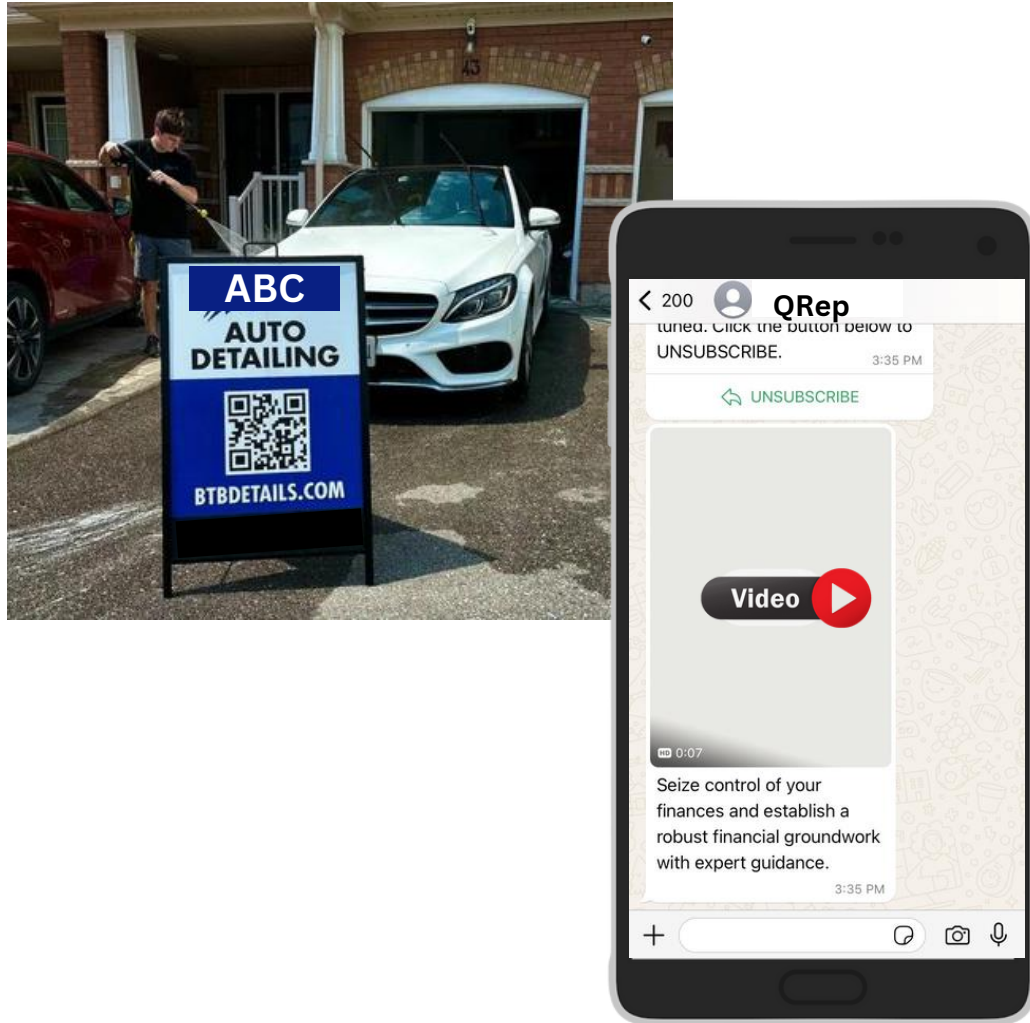 43
ABC
AUTO
DETAILING
BTBDETAILS.COM
200
QRep
tuned. Click the button below to
UNSUBSCRIBE.
3:35 PM
UNSUBSCRIBE
Video
HD 0:07
Seize control of your
finances and establish a
robust financial groundwork
with expert guidance.
3:35 PM